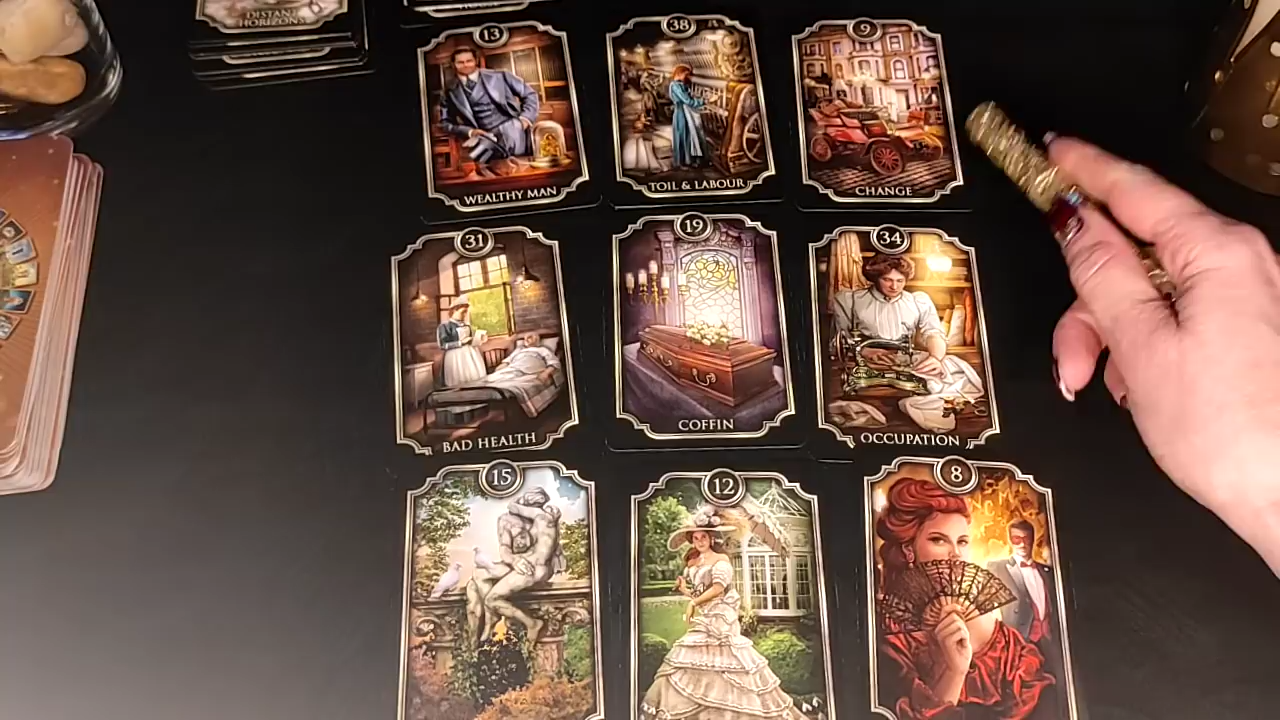 DISTANT
HORIZONS
13
WEALTHY MAN
38
TOIL & LABOUR
9
CHANGE
31
BAD HEALTH
19
COFFIN
34
OCCUPATION
15
12
8